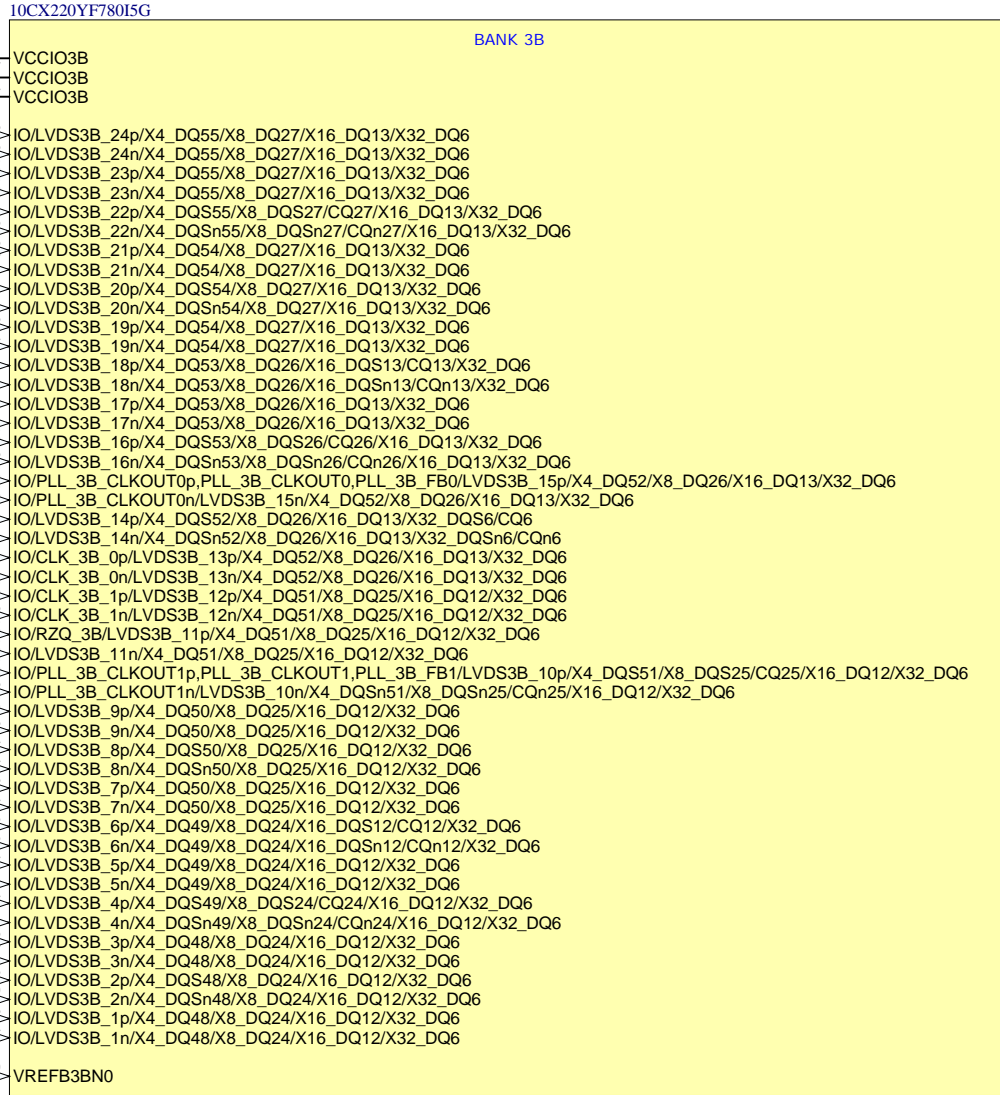 10CX220YF780I5G
BANK 3B
VCCIO3B
VCCIO3B
VCCIO3B
IO/LVDS3B_24p/X4_DQ55/X8_DQ27/X16_DQ13/X32_DQ6
IO/LVDS3B_24n/X4_DQ55/X8_DQ27/X16_DQ13/X32_DQ6
IO/LVDS3B_23p/X4_DQ55/X8_DQ27/X16_DQ13/X32_DQ6
IO/LVDS3B_23n/X4_DQ55/X8_DQ27/X16_DQ13/X32_DQ6
IO/LVDS3B_22p/X4_DQS55/X8_DQS27/CQ27/X16_DQ13/X32_DQ6
IO/LVDS3B_22n/X4_DQSn55/X8_DQSn27/CQn27/X16_DQ13/X32_DQ6
IO/LVDS3B_21p/X4_DQ54/X8_DQ27/X16_DQ13/X32_DQ6
IO/LVDS3B_21n/X4_DQ54/X8_DQ27/X16_DQ13/X32_DQ6
IO/LVDS3B_20p/X4_DQS54/X8_DQ27/X16_DQ13/X32_DQ6
IO/LVDS3B_20n/X4_DQSn54/X8_DQ27/X16_DQ13/X32_DQ6
IO/LVDS3B_19p/X4_DQ54/X8_DQ27/X16_DQ13/X32_DQ6
IO/LVDS3B_19n/X4_DQ54/X8_DQ27/X16_DQ13/X32_DQ6
IO/LVDS3B_18p/X4_DQ53/X8_DQ26/X16_DQS13/CQ13/X32_DQ6
IO/LVDS3B_18n/X4_DQ53/X8_DQ26/X16_DQSn13/CQn13/X32_DQ6
IO/LVDS3B_17p/X4_DQ53/X8_DQ26/X16_DQ13/X32_DQ6
IO/LVDS3B_17n/X4_DQ53/X8_DQ26/X16_DQ13/X32_DQ6
IO/LVDS3B_16p/X4_DQS53/X8_DQS26/CQ26/X16_DQ13/X32_DQ6
IO/LVDS3B_16n/X4_DQSn53/X8_DQSn26/CQn26/X16_DQ13/X32_DQ6
IO/PLL_3B_CLKOUT0p,PLL_3B_CLKOUT0,PLL_3B_FB0/LVDS3B_15p/X4_DQ52/X8_DQ26/X16_DQ13/X32_DQ6
IO/PLL_3B_CLKOUT0n/LVDS3B_15n/X4_DQ52/X8_DQ26/X16_DQ13/X32_DQ6
IO/LVDS3B_14p/X4_DQS52/X8_DQ26/X16_DQ13/X32_DQS6/CQ6
IO/LVDS3B_14n/X4_DQSn52/X8_DQ26/X16_DQ13/X32_DQSn6/CQn6
IO/CLK_3B_0p/LVDS3B_13p/X4_DQ52/X8_DQ26/X16_DQ13/X32_DQ6
IO/CLK_3B_0n/LVDS3B_13n/X4_DQ52/X8_DQ26/X16_DQ13/X32_DQ6
IO/CLK_3B_1p/LVDS3B_12p/X4_DQ51/X8_DQ25/X16_DQ12/X32_DQ6
IO/CLK_3B_1n/LVDS3B_12n/X4_DQ51/X8_DQ25/X16_DQ12/X32_DQ6
IO/RZQ_3B/LVDS3B_11p/X4_DQ51/X8_DQ25/X16_DQ12/X32_DQ6
IO/LVDS3B_11n/X4_DQ51/X8_DQ25/X16_DQ12/X32_DQ6
IO/PLL_3B_CLKOUT1p,PLL_3B_CLKOUT1,PLL_3B_FB1/LVDS3B_10p/X4_DQS51/X8_DQS25/CQ25/X16_DQ12/X32_DQ6
IO/PLL_3B_CLKOUT1n/LVDS3B_10n/X4_DQSn51/X8_DQSn25/CQn25/X16_DQ12/X32_DQ6
IO/LVDS3B_9p/X4_DQ50/X8_DQ25/X16_DQ12/X32_DQ6
IO/LVDS3B_9n/X4_DQ50/X8_DQ25/X16_DQ12/X32_DQ6
IO/LVDS3B_8p/X4_DQS50/X8_DQ25/X16_DQ12/X32_DQ6
IO/LVDS3B_8n/X4_DQSn50/X8_DQ25/X16_DQ12/X32_DQ6
IO/LVDS3B_7p/X4_DQ50/X8_DQ25/X16_DQ12/X32_DQ6
IO/LVDS3B_7n/X4_DQ50/X8_DQ25/X16_DQ12/X32_DQ6
IO/LVDS3B_6p/X4_DQ49/X8_DQ24/X16_DQS12/CQ12/X32_DQ6
IO/LVDS3B_6n/X4_DQ49/X8_DQ24/X16_DQSn12/CQn12/X32_DQ6
IO/LVDS3B_5p/X4_DQ49/X8_DQ24/X16_DQ12/X32_DQ6
IO/LVDS3B_5n/X4_DQ49/X8_DQ24/X16_DQ12/X32_DQ6
IO/LVDS3B_4p/X4_DQS49/X8_DQS24/CQ24/X16_DQ12/X32_DQ6
IO/LVDS3B_4n/X4_DQSn49/X8_DQSn24/CQn24/X16_DQ12/X32_DQ6
IO/LVDS3B_3p/X4_DQ48/X8_DQ24/X16_DQ12/X32_DQ6
IO/LVDS3B_3n/X4_DQ48/X8_DQ24/X16_DQ12/X32_DQ6
IO/LVDS3B_2p/X4_DQS48/X8_DQ24/X16_DQ12/X32_DQ6
IO/LVDS3B_2n/X4_DQSn48/X8_DQ24/X16_DQ12/X32_DQ6
IO/LVDS3B_1p/X4_DQ48/X8_DQ24/X16_DQ12/X32_DQ6
IO/LVDS3B_1n/X4_DQ48/X8_DQ24/X16_DQ12/X32_DQ6
VREFB3BN0